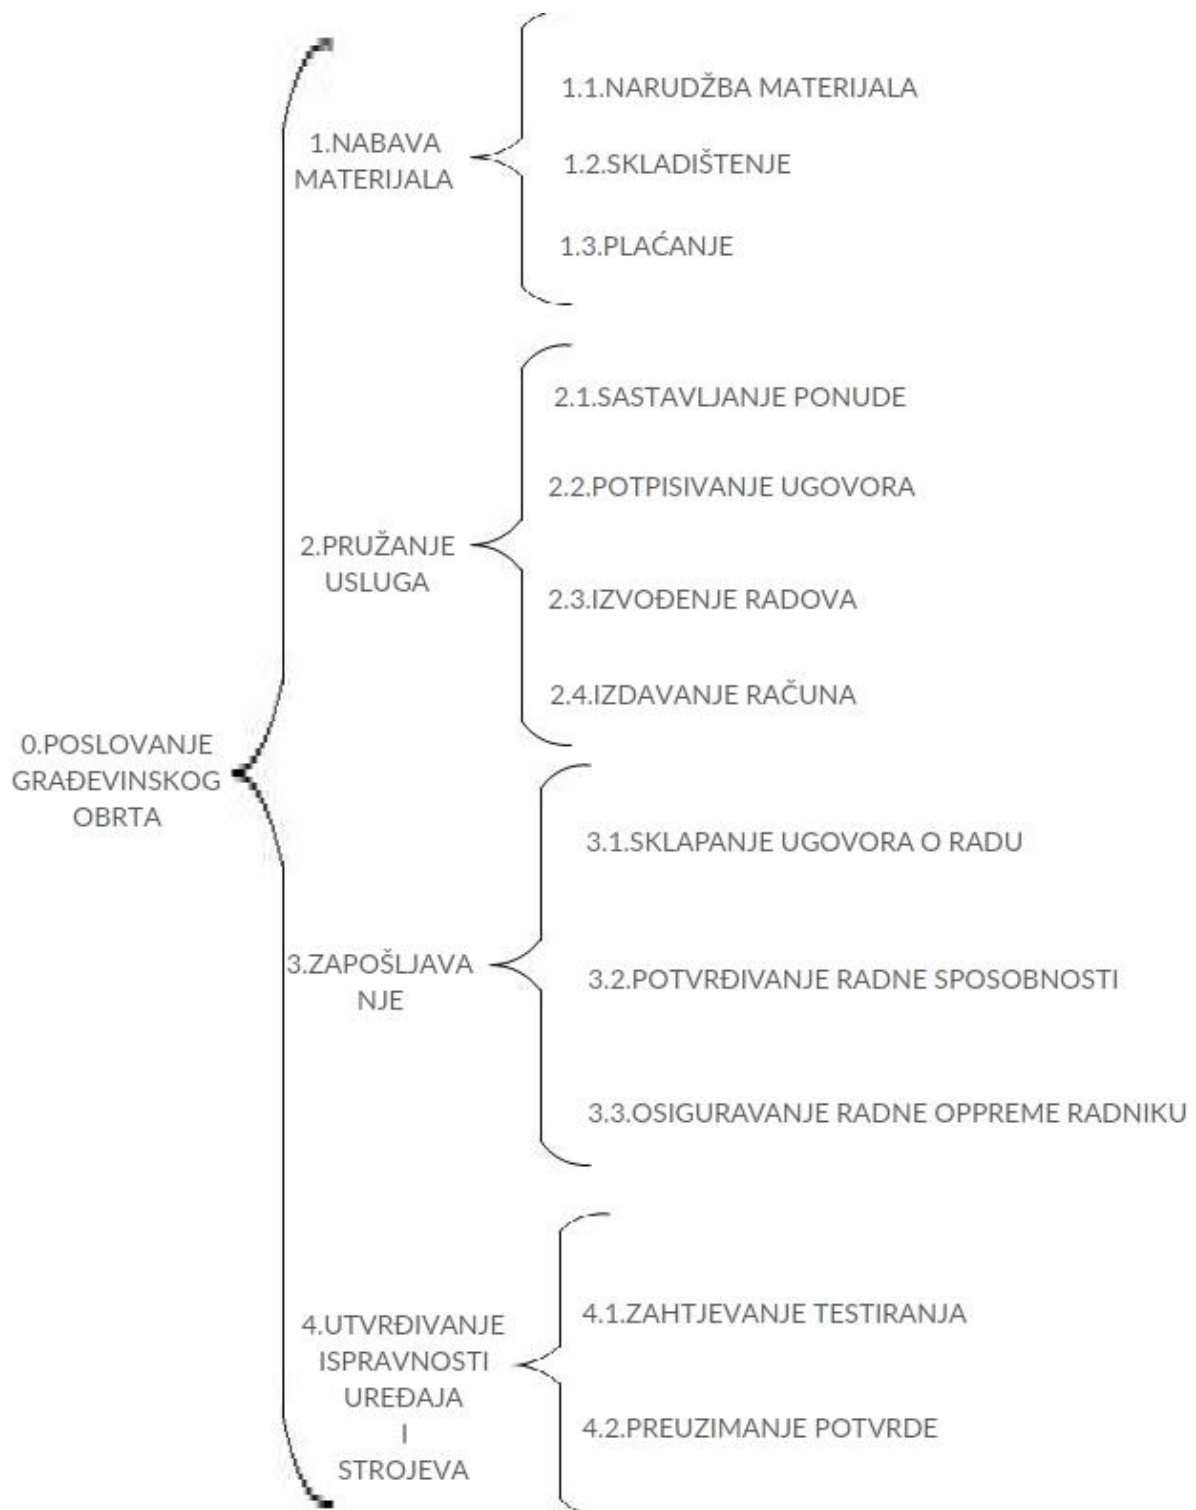 0.POSLOVANJE
GRAĐEVINSKOG
OBRTA
1.NABAVA
MATERIJALA
1.1.NARUDŽBA MATERIJALA
1.2.SKLADIŠTENJE
1.3.PLAĆANJE
2.PRUŽANJE
USLUGA
2.1.SASTAVLJANJE PONUDE
2.2.POTPISIVANJE UGOVORA
2.3.IZVOĐENJE RADOVA
2.4.IZDAVANJE RAČUNA
3.ZAPOŠLJAVA
NJE
3.1.SKLAPANJE UGOVORA O RADU
3.2.POTVRĐIVANJE RADNE SPOSOBNOSTI
3.3.OSIGURAVANJE RADNE OPPREME RADNIKU
4.UTVRĐIVANJE
ISPRAVNOSTI
UREĐAJA
I
STROJEVA
4.1.ZAHTJEVANJE TESTIRANJA
4.2.PREUZIMANJE POTVRDE